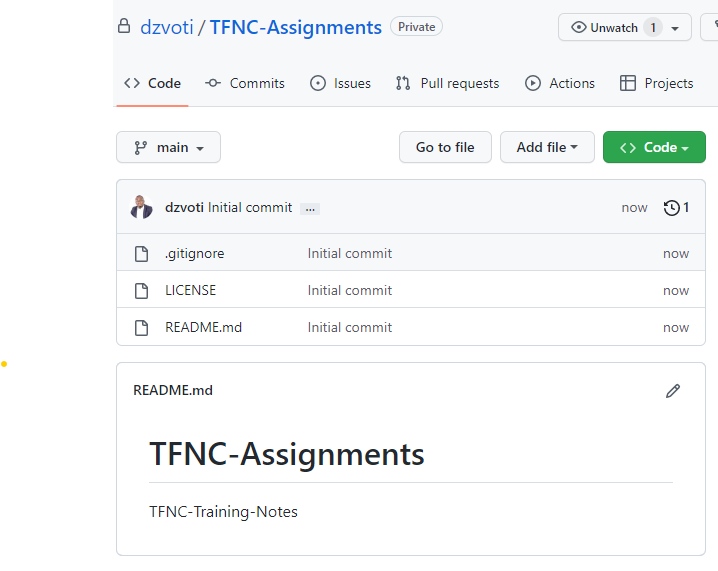 dzvoti / TFNC-Assignments Private Unwatch 1
Code Commits Issues Pull requests Actions Projects
main Go to file Add file Code
dzvoti Initial commit ... now 1
.gitignore Initial commit now
LICENSE Initial commit now
README.md Initial commit now
README.md
TFNC-Assignments
TFNC-Training-Notes